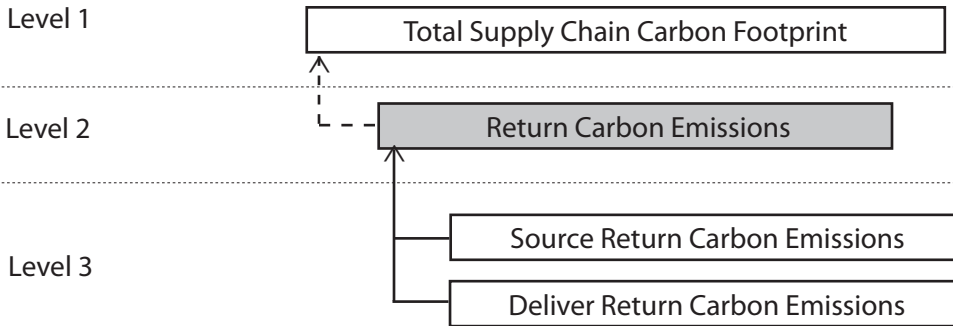 Level 1
Total Supply Chain Carbon Footprint
Level 2
Return Carbon Emissions
Level 3
Source Return Carbon Emissions
Deliver Return Carbon Emissions